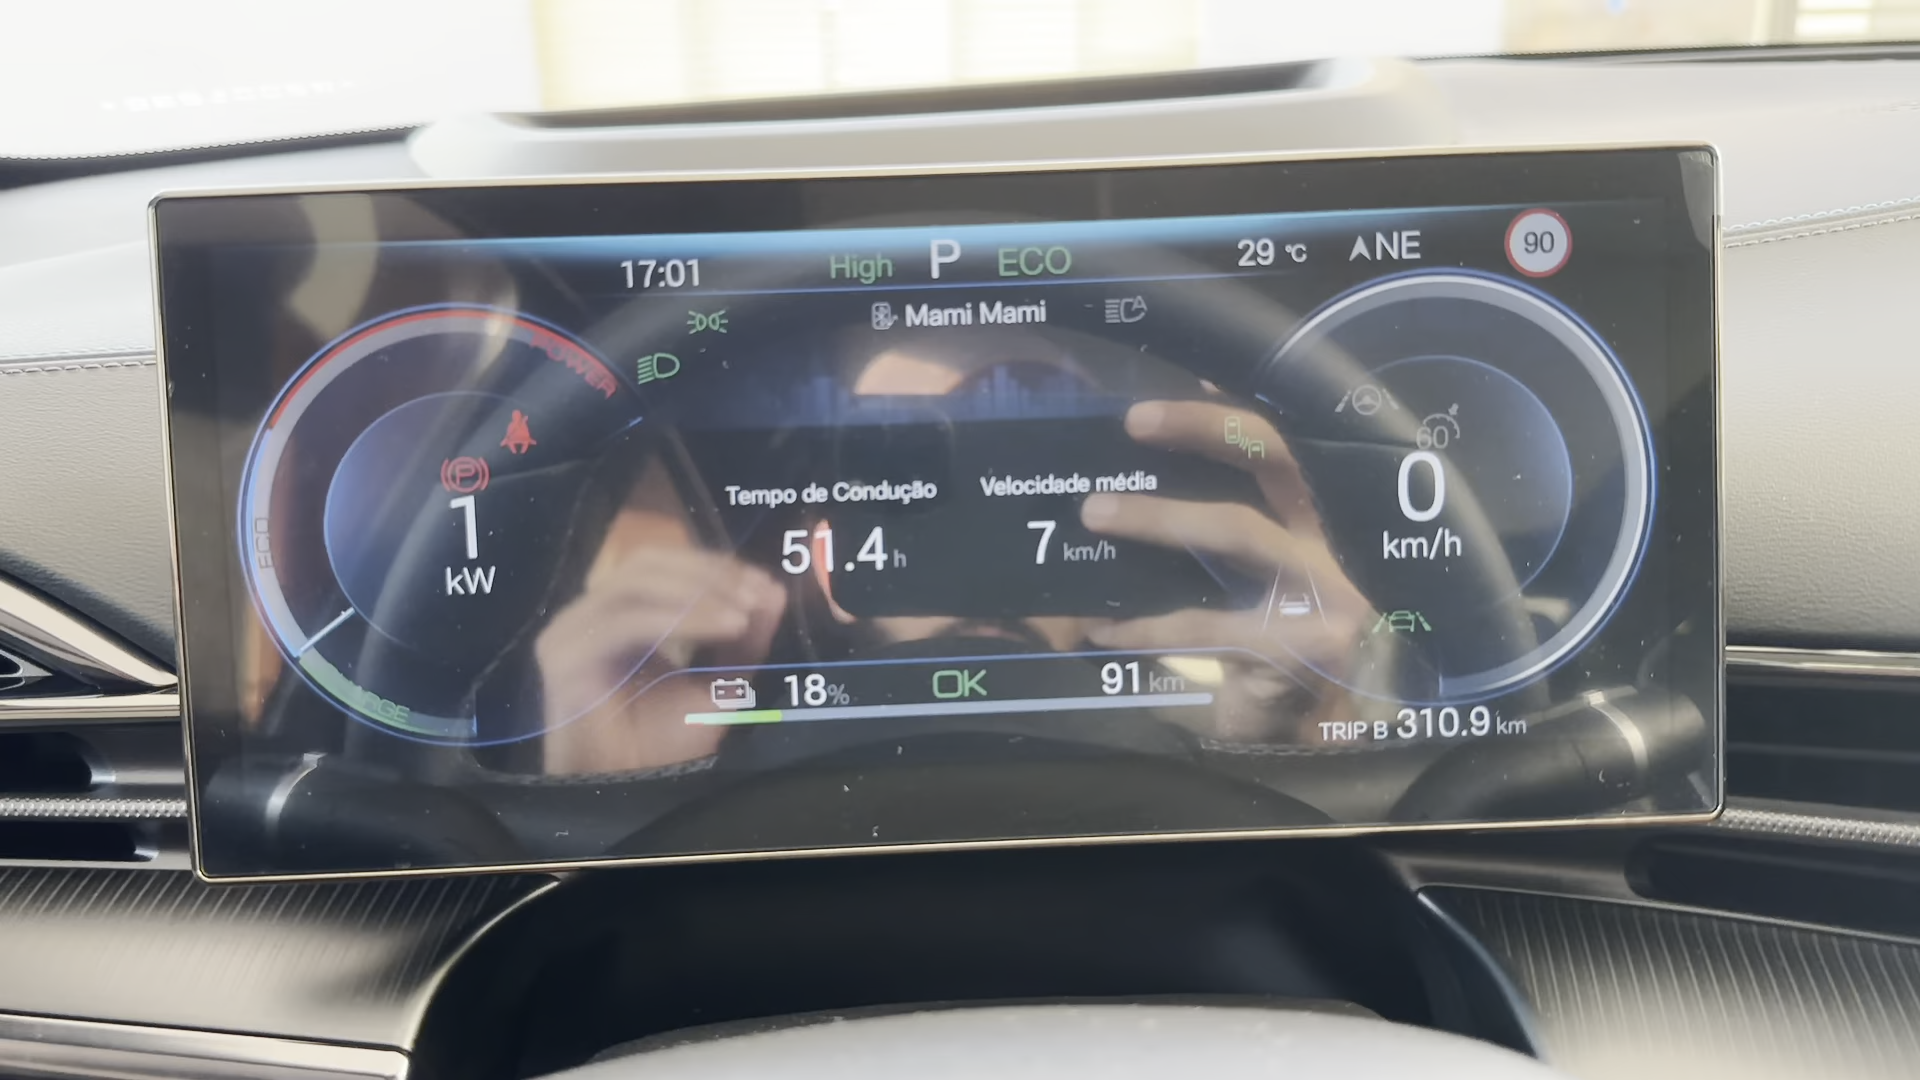 17:01 High P ECO 29 °C NE 90
Mami Mami
POWER
60
1
kW
ECO
Tempo de Condução Velocidade média
51.4 h 7 km/h
0
km/h
18% OK 91 km
TRIP B 310.9 km